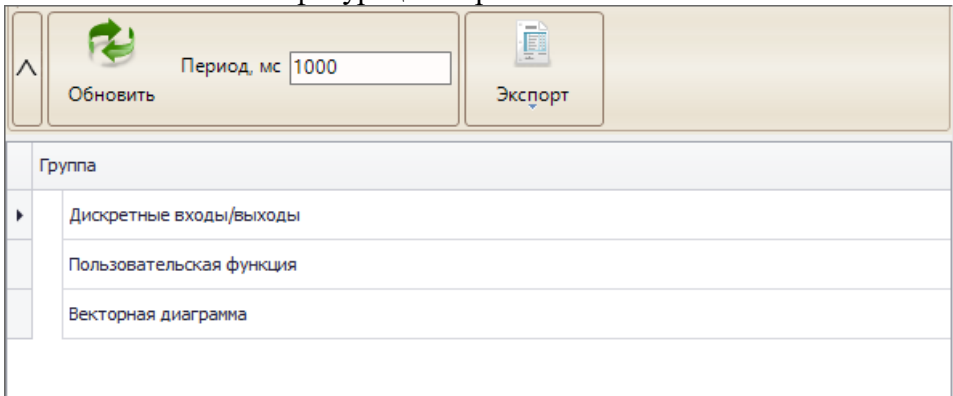 Период, мс 1000
Обновить
Экспорт
Группа
Дискретные входы/выходы
Пользовательская функция
Векторная диаграмма